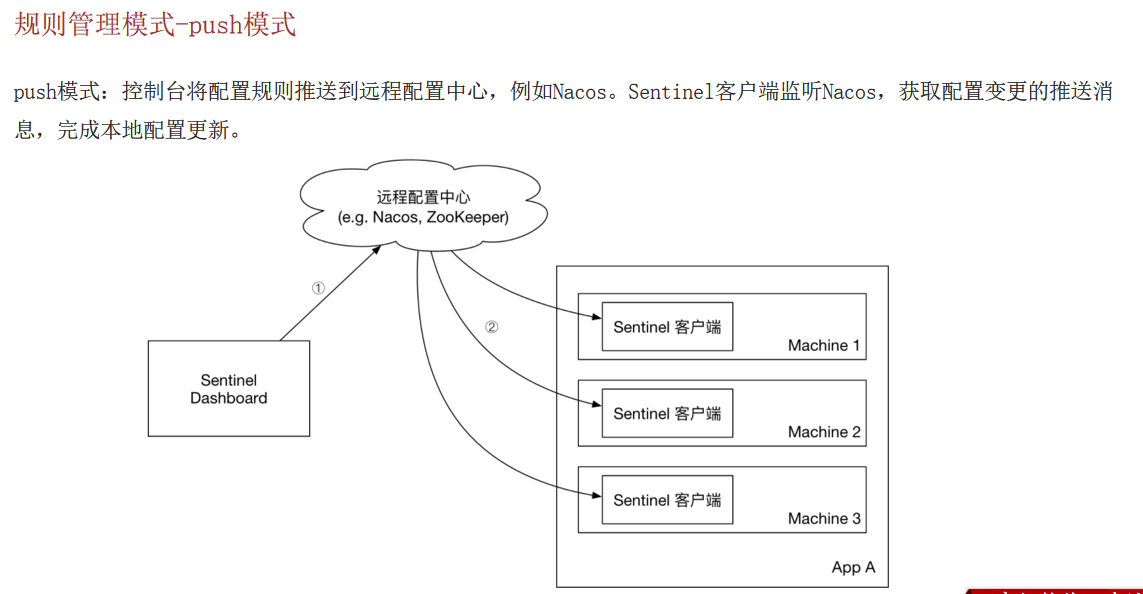 规则管理模式-push模式
push模式：控制台将配置规则推送到远程配置中心，例如Nacos。Sentinel客户端监听Nacos，获取配置变更的推送消
息，完成本地配置更新。
远程配置中心
(e.g. Nacos, ZooKeeper)
①
②
Sentinel
Dashboard
Sentinel 客户端
Machine 1
Sentinel 客户端
Machine 2
Sentinel 客户端
Machine 3
App A